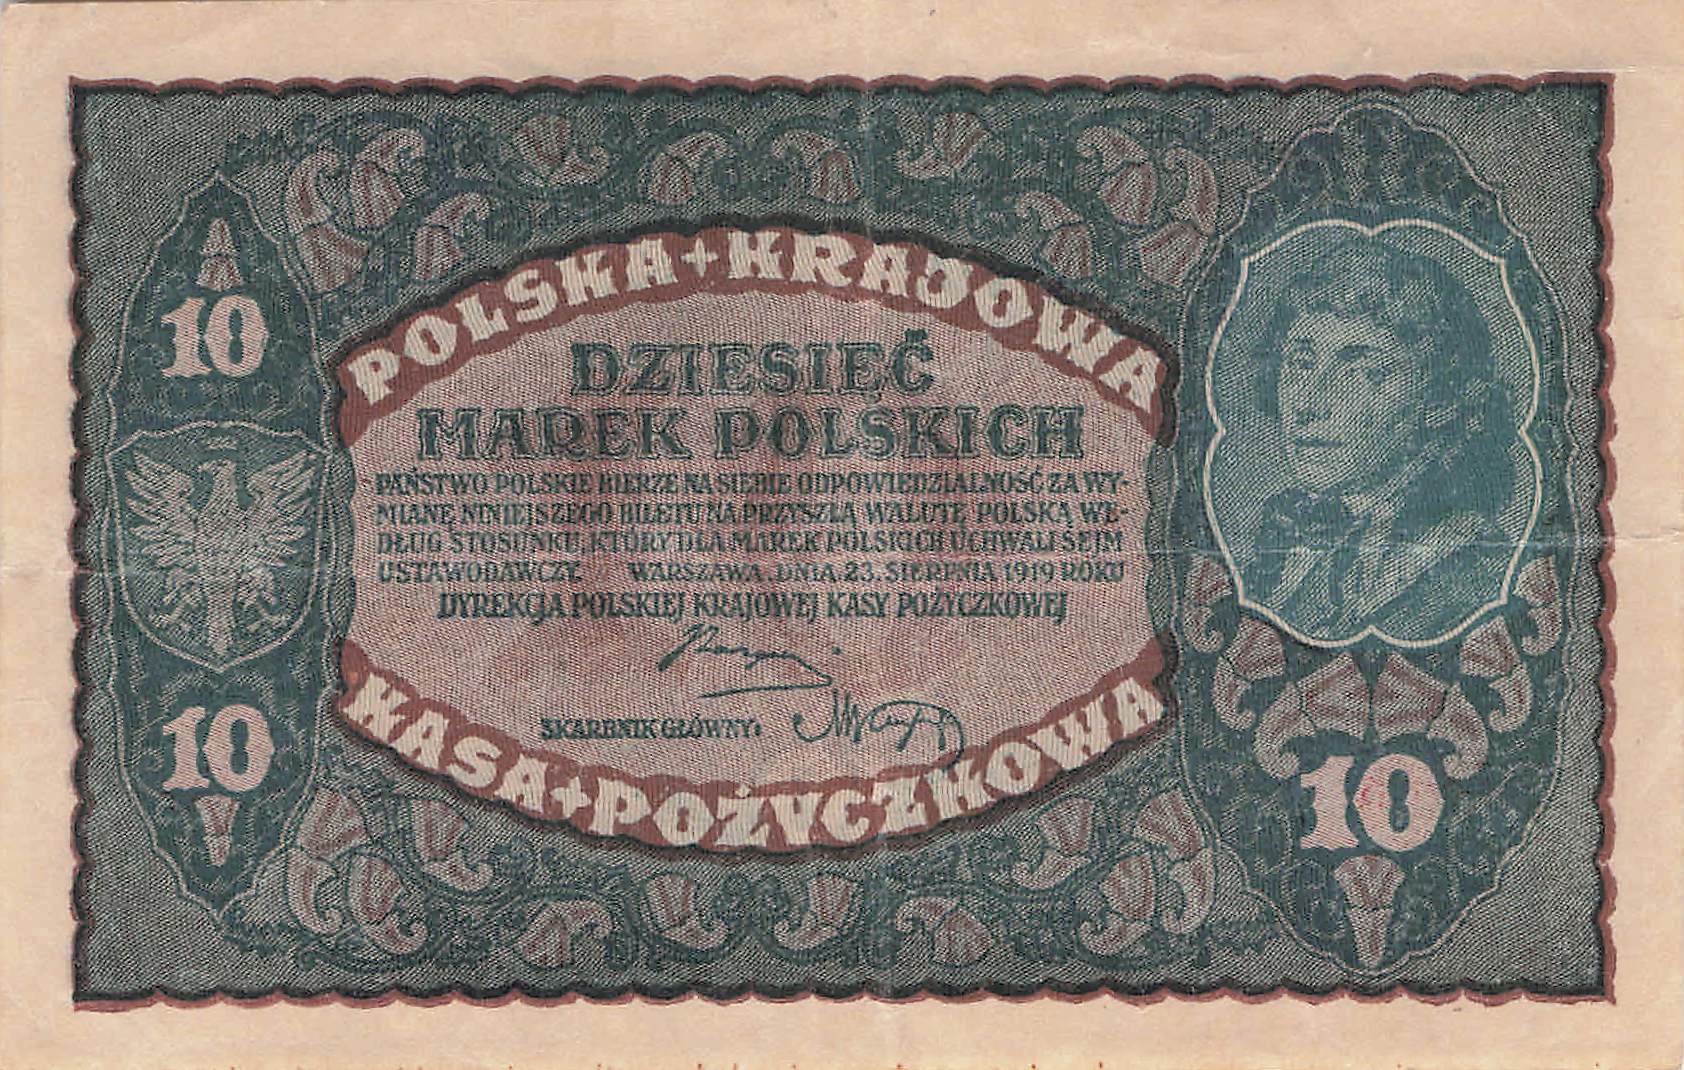 POLSKA + KRAJOWA
10
DZIESIĘĆ
MAREK POLSKICH
PAŃSTWO POLSKIE BIERZE NA SIEBIE ODPOWIEDZIALNOŚĆ ZA WY-
MIANĘ NINIEJSZEGO BILETU NA PRZYSZŁĄ WALUTĘ POLSKĄ WE-
DŁUG STOSUNKU, KTÓRY DLA MAREK POLSKICH UCHWALI SEJM
USTAWODAWCZY. WARSZAWA, DNIA 23. SIERPNIA 1919 ROKU
DYREKCJA POLSKIEJ KRAJOWEJ KASY POŻYCZKOWEJ
SKARBNIK GŁÓWNY:
10
10
KASA + POŻYCZKOWA